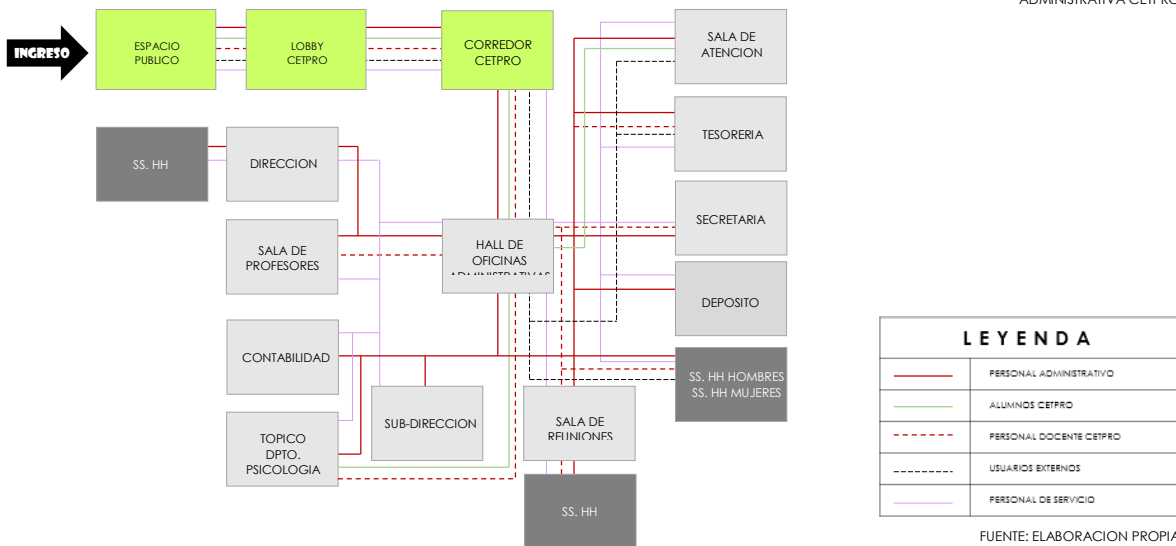 ADMINISTRATIVA CETPRO
INGRESO
ESPACIO
PUBLICO
LOBBY
CETPRO
CORREDOR
CETPRO
SALA DE
ATENCION
TESORERIA
SS. HH
DIRECCION
SECRETARIA
SALA DE
PROFESORES
HALL DE
OFICINAS
ADMINISTRATIVAS
DEPOSITO
CONTABILIDAD
SS. HH HOMBRES
SS. HH MUJERES
SUB-DIRECCION
SALA DE
REUNIONES
TOPICO
DPTO.
PSICOLOGIA
SS. HH
LEYENDA
PERSONAL ADMINISTRATIVO
ALUMNOS CETPRO
PERSONAL DOCENTE CETPRO
USUARIOS EXTERNOS
PERSONAL DE SERVICIO
FUENTE: ELABORACION PROPIA